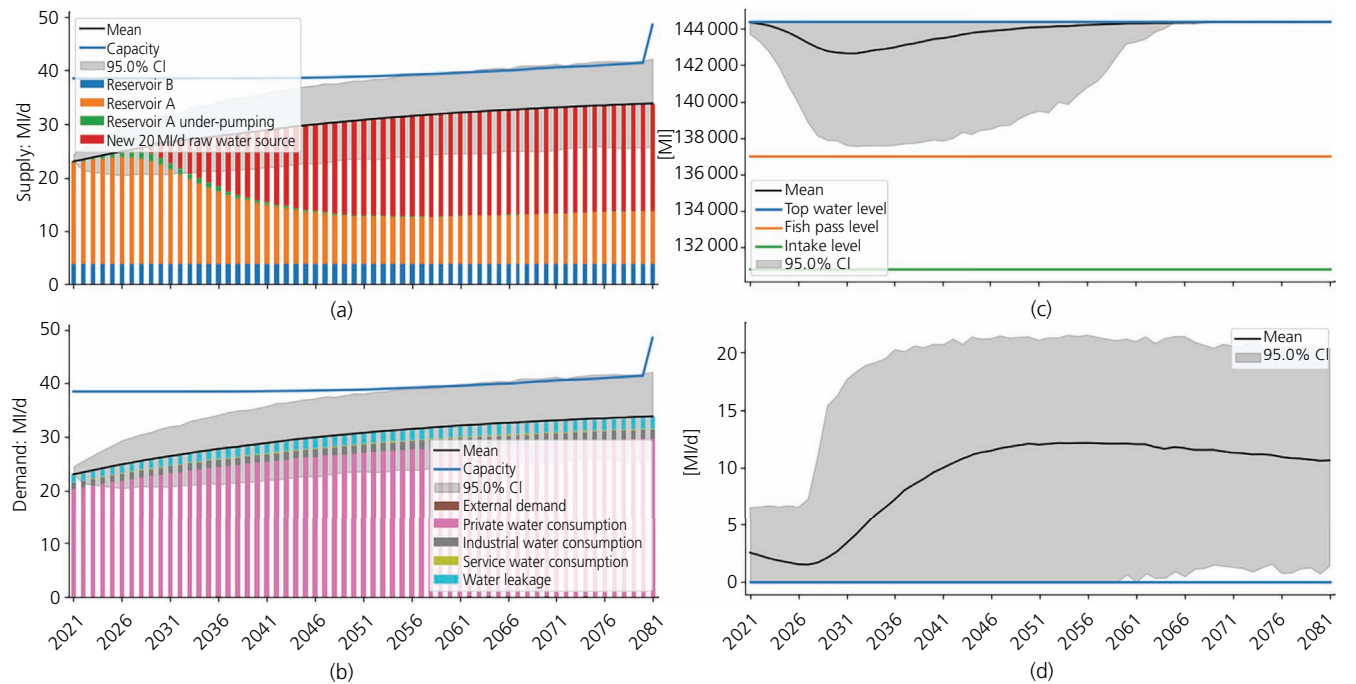 50
40
30
20
10
0
Supply: Ml/d
Mean
Capacity
95.0% CI
Reservoir B
Reservoir A
Reservoir A under-pumping
New 20 Ml/d raw water source
(a)
144 000
142 000
140 000
138 000
136 000
134 000
132 000
[Ml]
Mean
Top water level
Fish pass level
Intake level
95.0% CI
(c)
50
40
30
20
10
0
Demand: Ml/d
Mean
Capacity
95.0% CI
External demand
Private water consumption
Industrial water consumption
Service water consumption
Water leakage
2021 2026 2031 2036 2041 2046 2051 2056 2061 2066 2071 2076 2081
(b)
20
15
10
5
0
[Ml/d]
Mean
95.0% CI
2021 2026 2031 2036 2041 2046 2051 2056 2061 2066 2071 2076 2081
(d)